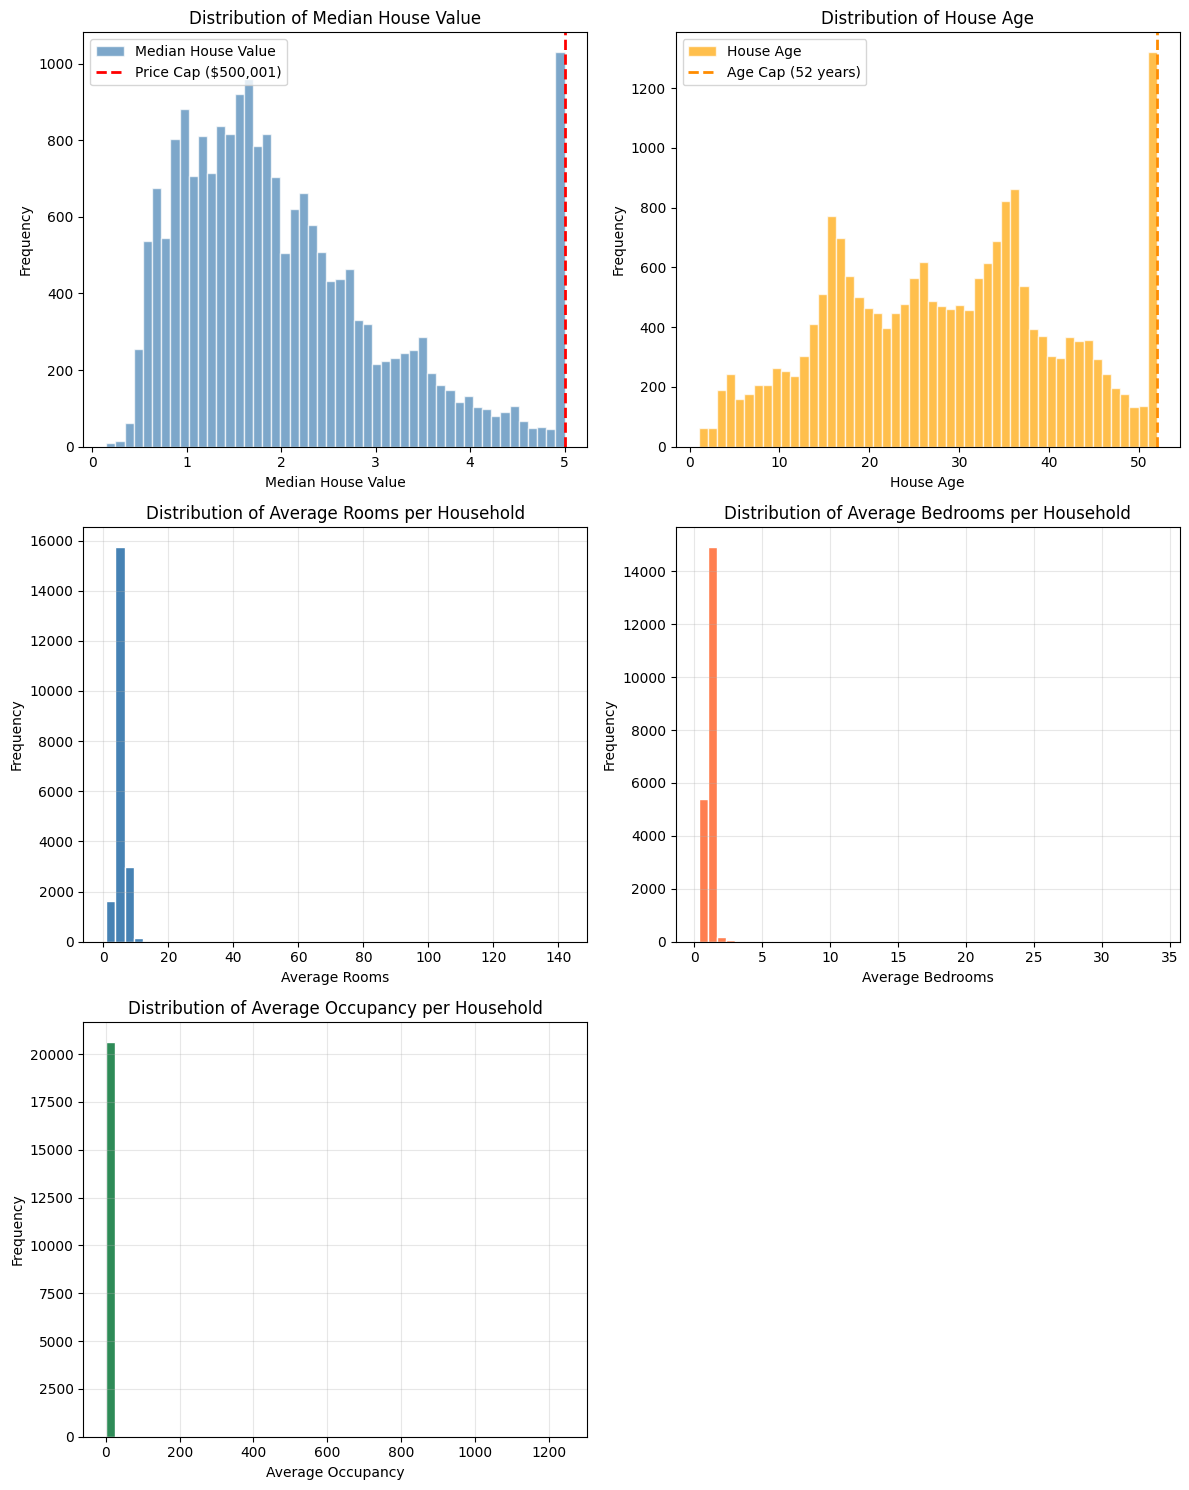 Distribution of Median House Value
Median House Value
Price Cap ($500,001)
1000
800
600
400
200
0
Frequency
0 1 2 3 4 5
Median House Value
Distribution of House Age
House Age
Age Cap (52 years)
1200
1000
800
600
400
200
0
Frequency
0 10 20 30 40 50
House Age
Distribution of Average Rooms per Household
16000
14000
12000
10000
8000
6000
4000
2000
0
Frequency
0 20 40 60 80 100 120 140
Average Rooms
Distribution of Average Bedrooms per Household
14000
12000
10000
8000
6000
4000
2000
0
Frequency
0 5 10 15 20 25 30 35
Average Bedrooms
Distribution of Average Occupancy per Household
20000
17500
15000
12500
10000
7500
5000
2500
0
Frequency
0 200 400 600 800 1000 1200
Average Occupancy